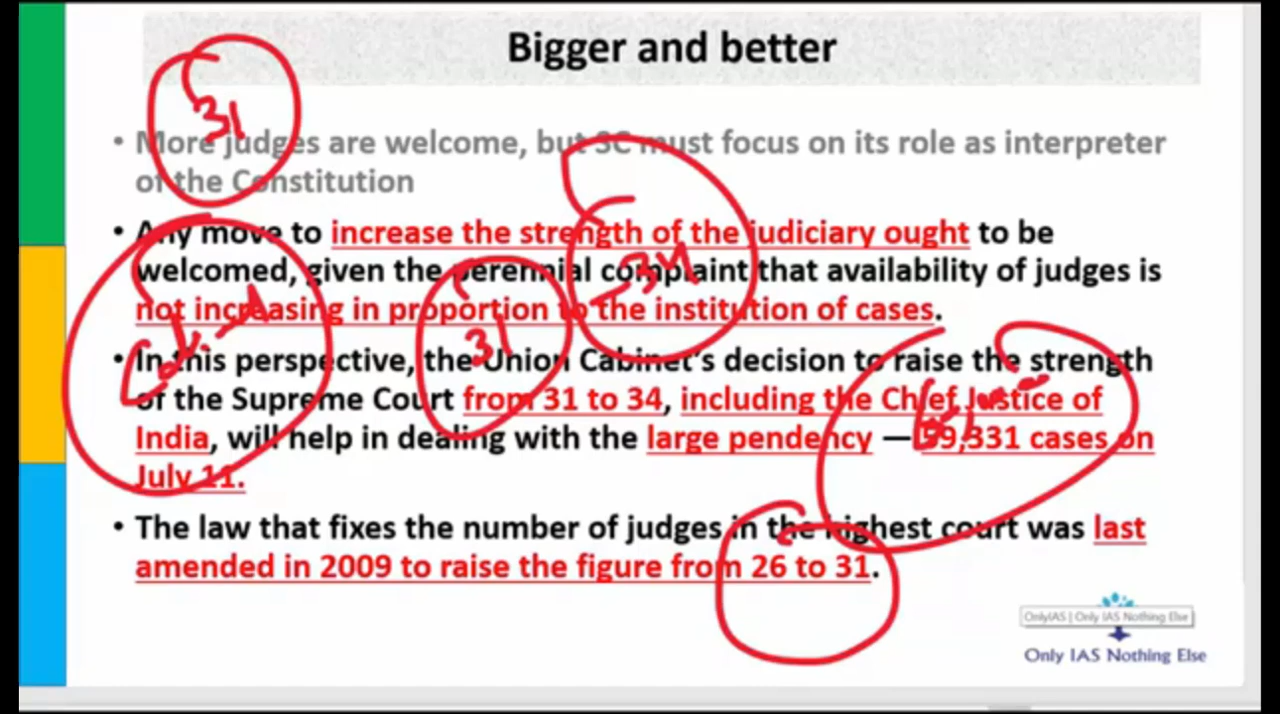 Bigger and better
31
• More judges are welcome, but SC must focus on its role as interpreter
of the Constitution
• Any move to increase the strength of the judiciary ought to be
welcomed, given the perennial complaint that availability of judges is
not increasing in proportion to the institution of cases.
34
31
• In this perspective, the Union Cabinet's decision to raise the strength
of the Supreme Court from 31 to 34, including the Chief Justice of
India, will help in dealing with the large pendency — 59,331 cases on
July 11.
• The law that fixes the number of judges in the highest court was last
amended in 2009 to raise the figure from 26 to 31.
OnlyIAS | Only IAS Nothing Else
Only IAS Nothing Else